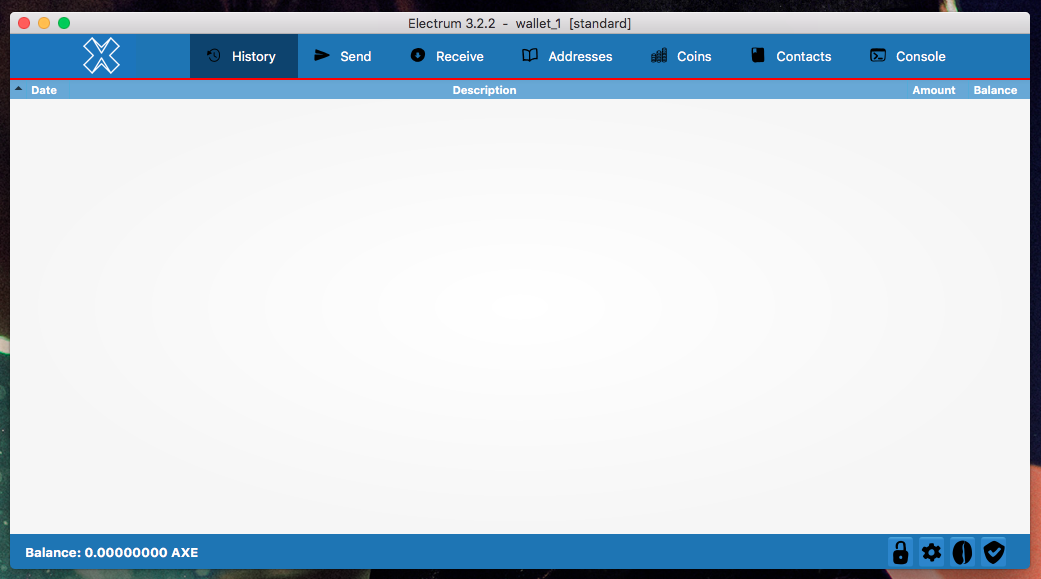 Electrum 3.2.2 - wallet_1 [standard]
History Send Receive Addresses Coins Contacts Console
Date Description Amount Balance
Balance: 0.00000000 AXE